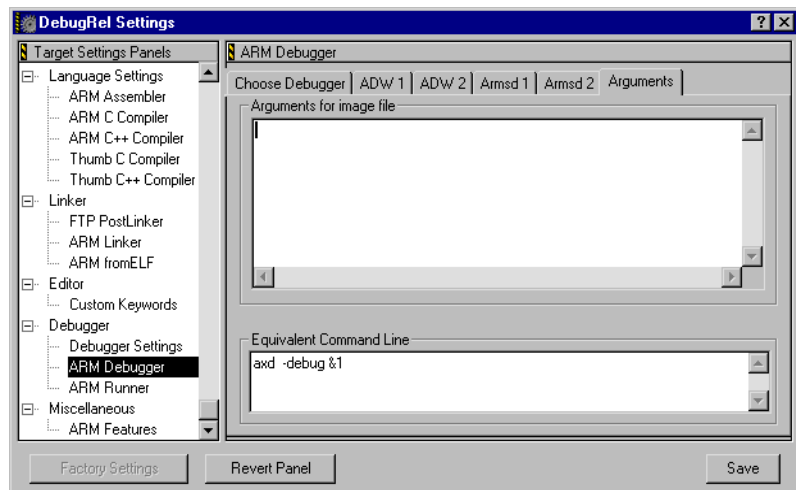 DebugRel Settings
Target Settings Panels
Language Settings
ARM Assembler
ARM C Compiler
ARM C++ Compiler
Thumb C Compiler
Thumb C++ Compiler
Linker
FTP PostLinker
ARM Linker
ARM fromELF
Editor
Custom Keywords
Debugger
Debugger Settings
ARM Debugger
ARM Runner
Miscellaneous
ARM Features
ARM Debugger
Choose Debugger ADW 1 ADW 2 Armsd 1 Armsd 2 Arguments
Arguments for image file
Equivalent Command Line
axd -debug &1
Factory Settings Revert Panel Save